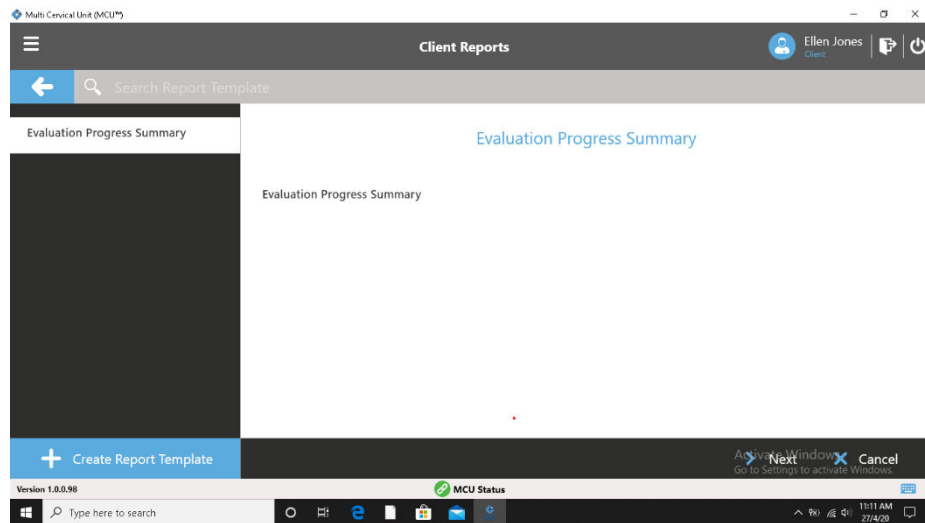 Multi Cervical Unit (MCU™)
Client Reports
Ellen Jones
Client
Search Report Template
Evaluation Progress Summary
Evaluation Progress Summary
Evaluation Progress Summary
Create Report Template
Activate Windows
Go to Settings to activate Windows.
Next
Cancel
Version 1.0.0.98
MCU Status
Type here to search
11:11 AM
27/4/20